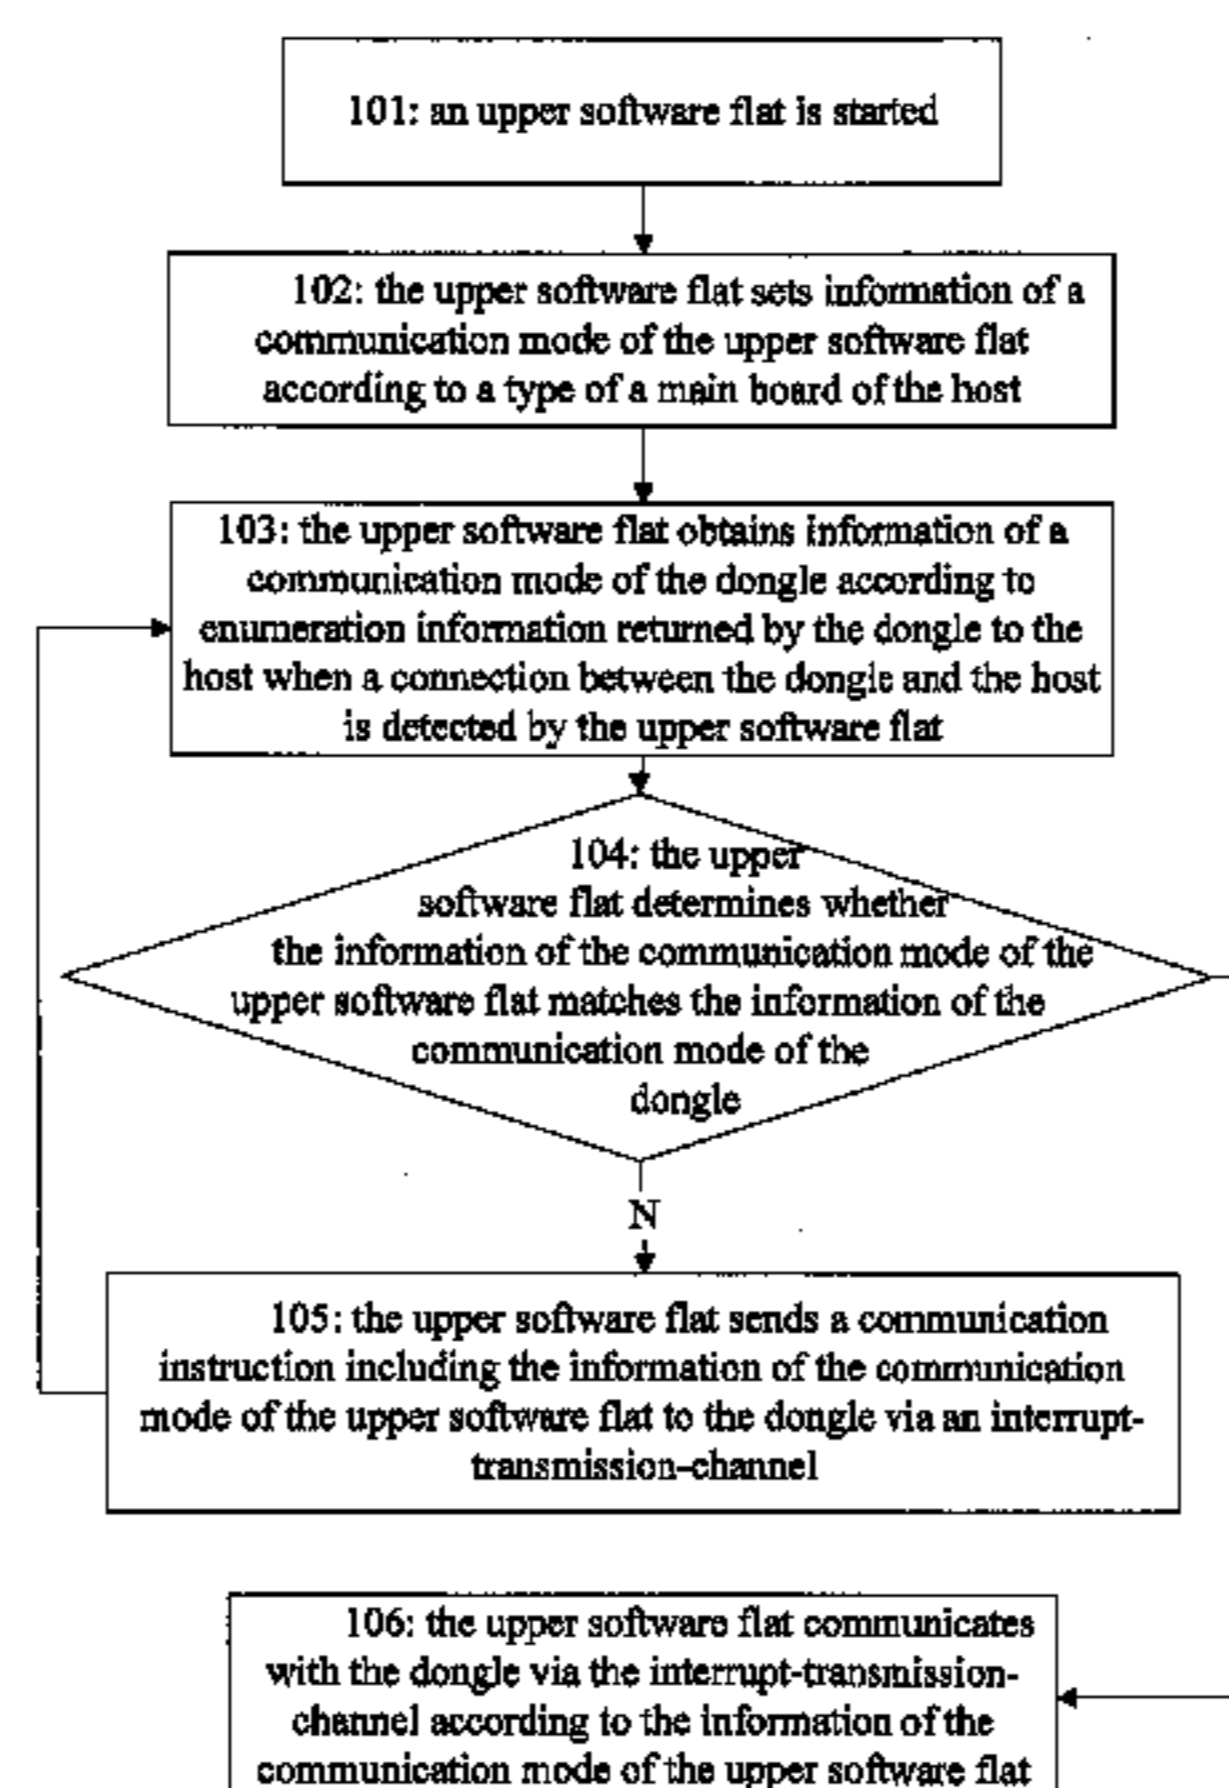 101: an upper software flat is started
102: the upper software flat sets information of a
communication mode of the upper software flat
according to a type of a main board of the host
103: the upper software flat obtains information of a
communication mode of the dongle according to
enumeration information returned by the dongle to the
host when a connection between the dongle and the host
is detected by the upper software flat
104: the upper
software flat determines whether
the information of the communication mode of the
upper software flat matches the information of the
communication mode of the
dongle
N
105: the upper software flat sends a communication
instruction including the information of the communication
mode of the upper software flat to the dongle via an interrupt-
transmission-channel
106: the upper software flat communicates
with the dongle via the interrupt-transmission-
channel according to the information of the
communication mode of the upper software flat